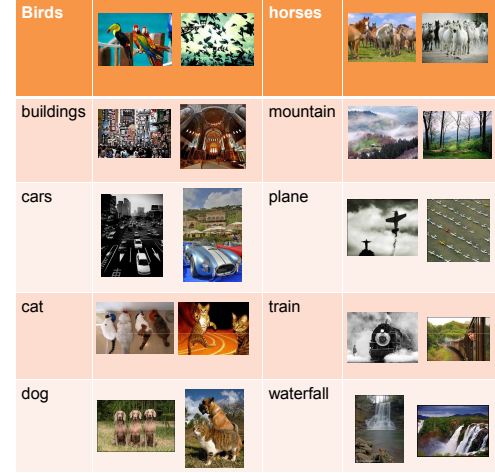 Birds
horses
buildings
mountain
cars
plane
cat
train
dog
waterfall